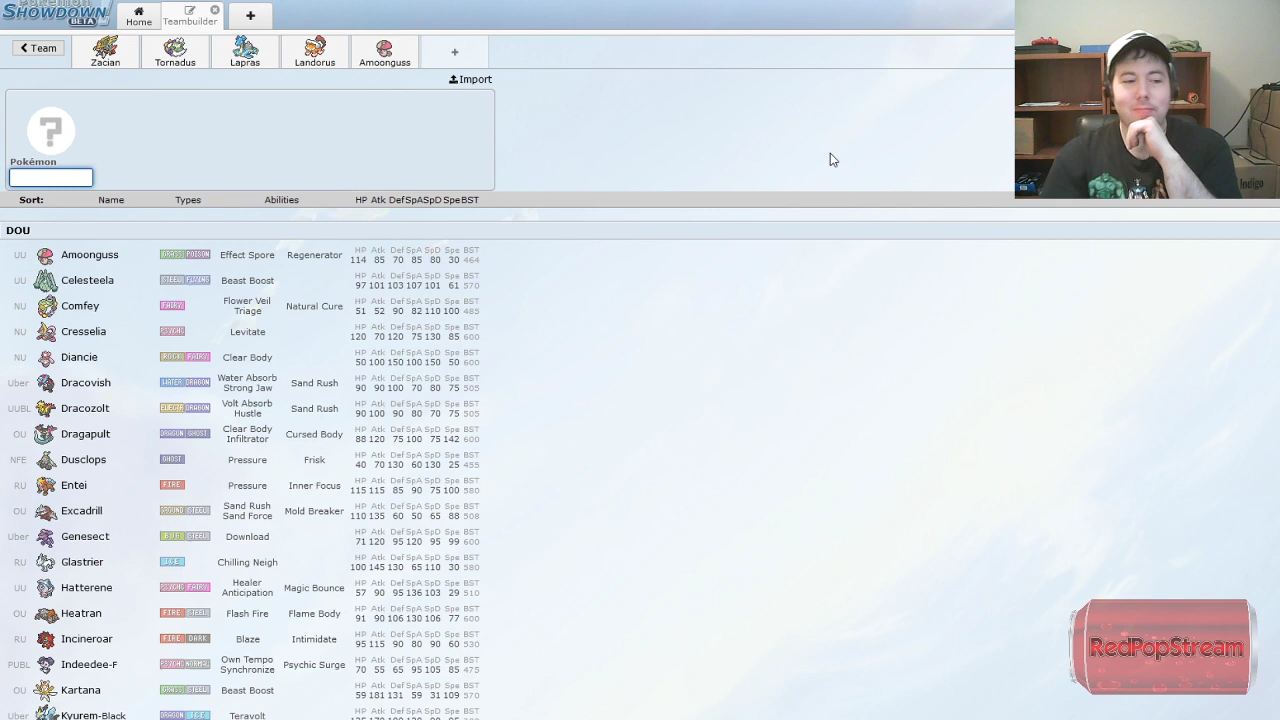 SHOWDOWN
BETA
Home
Teambuilder
+
Team
Zacian
Tornadus
Lapras
Landorus
Amoonguss
+
Import
?
Pokémon
Sort: Name Types Abilities HP Atk Def SpA SpD Spe BST
DOU
UU Amoonguss GRASS POISON Effect Spore Regenerator HP 114 Atk 85 Def 70 SpA 85 SpD 80 Spe 30 BST 464
UU Celesteela STEEL FLYING Beast Boost HP 97 Atk 101 Def 103 SpA 107 SpD 101 Spe 61 BST 570
NU Comfey FAIRY Flower Veil Triage Natural Cure HP 51 Atk 52 Def 90 SpA 82 SpD 110 Spe 100 BST 485
NU Cresselia PSYCHC Levitate HP 120 Atk 70 Def 120 SpA 75 SpD 130 Spe 85 BST 600
NU Diancie ROCK FAIRY Clear Body HP 50 Atk 100 Def 150 SpA 100 SpD 150 Spe 50 BST 600
Uber Dracovish WATER DRAGON Water Absorb Strong Jaw Sand Rush HP 90 Atk 90 Def 100 SpA 70 SpD 80 Spe 75 BST 505
UUBL Dracozolt ELECTR DRAGON Volt Absorb Hustle Sand Rush HP 90 Atk 100 Def 90 SpA 80 SpD 70 Spe 75 BST 505
OU Dragapult DRAGON GHOST Clear Body Infiltrator Cursed Body HP 88 Atk 120 Def 75 SpA 100 SpD 75 Spe 142 BST 600
NFE Dusclops GHOST Pressure Frisk HP 40 Atk 70 Def 130 SpA 60 SpD 130 Spe 25 BST 455
RU Entei FIRE Pressure Inner Focus HP 115 Atk 115 Def 85 SpA 90 SpD 75 Spe 100 BST 580
OU Excadrill GROUND STEEL Sand Rush Sand Force Mold Breaker HP 110 Atk 135 Def 60 SpA 50 SpD 65 Spe 88 BST 508
Uber Genesect BUG STEEL Download HP 71 Atk 120 Def 95 SpA 120 SpD 95 Spe 99 BST 600
RU Glastrier ICE Chilling Neigh HP 100 Atk 145 Def 130 SpA 65 SpD 110 Spe 30 BST 580
UU Hatterene PSYCHC FAIRY Healer Anticipation Magic Bounce HP 57 Atk 90 Def 95 SpA 136 SpD 103 Spe 29 BST 510
OU Heatran FIRE STEEL Flash Fire Flame Body HP 91 Atk 90 Def 106 SpA 130 SpD 106 Spe 77 BST 600
RU Incineroar FIRE DARK Blaze Intimidate HP 95 Atk 115 Def 90 SpA 80 SpD 90 Spe 60 BST 530
PUBL Indeedee-F PSYCHC NORMAL Own Tempo Synchronize Psychic Surge HP 70 Atk 55 Def 65 SpA 95 SpD 105 Spe 85 BST 475
OU Kartana GRASS STEEL Beast Boost HP 59 Atk 181 Def 131 SpA 59 SpD 31 Spe 109 BST 570
Uber Kyurem-Black DRAGON ICE Teravolt HP Atk Def SpA SpD Spe BST
Indigo
RedPopStream